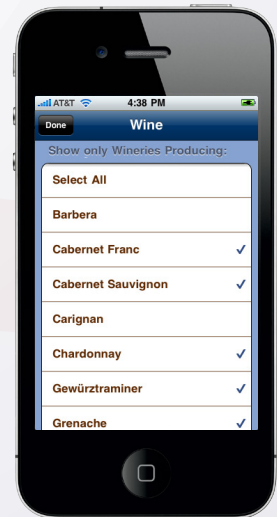 AT&T 4:38 PM
Done Wine
Show only Wineries Producing:
Select All
Barbera
Cabernet Franc
Cabernet Sauvignon
Carignan
Chardonnay
Gewürztraminer
Grenache